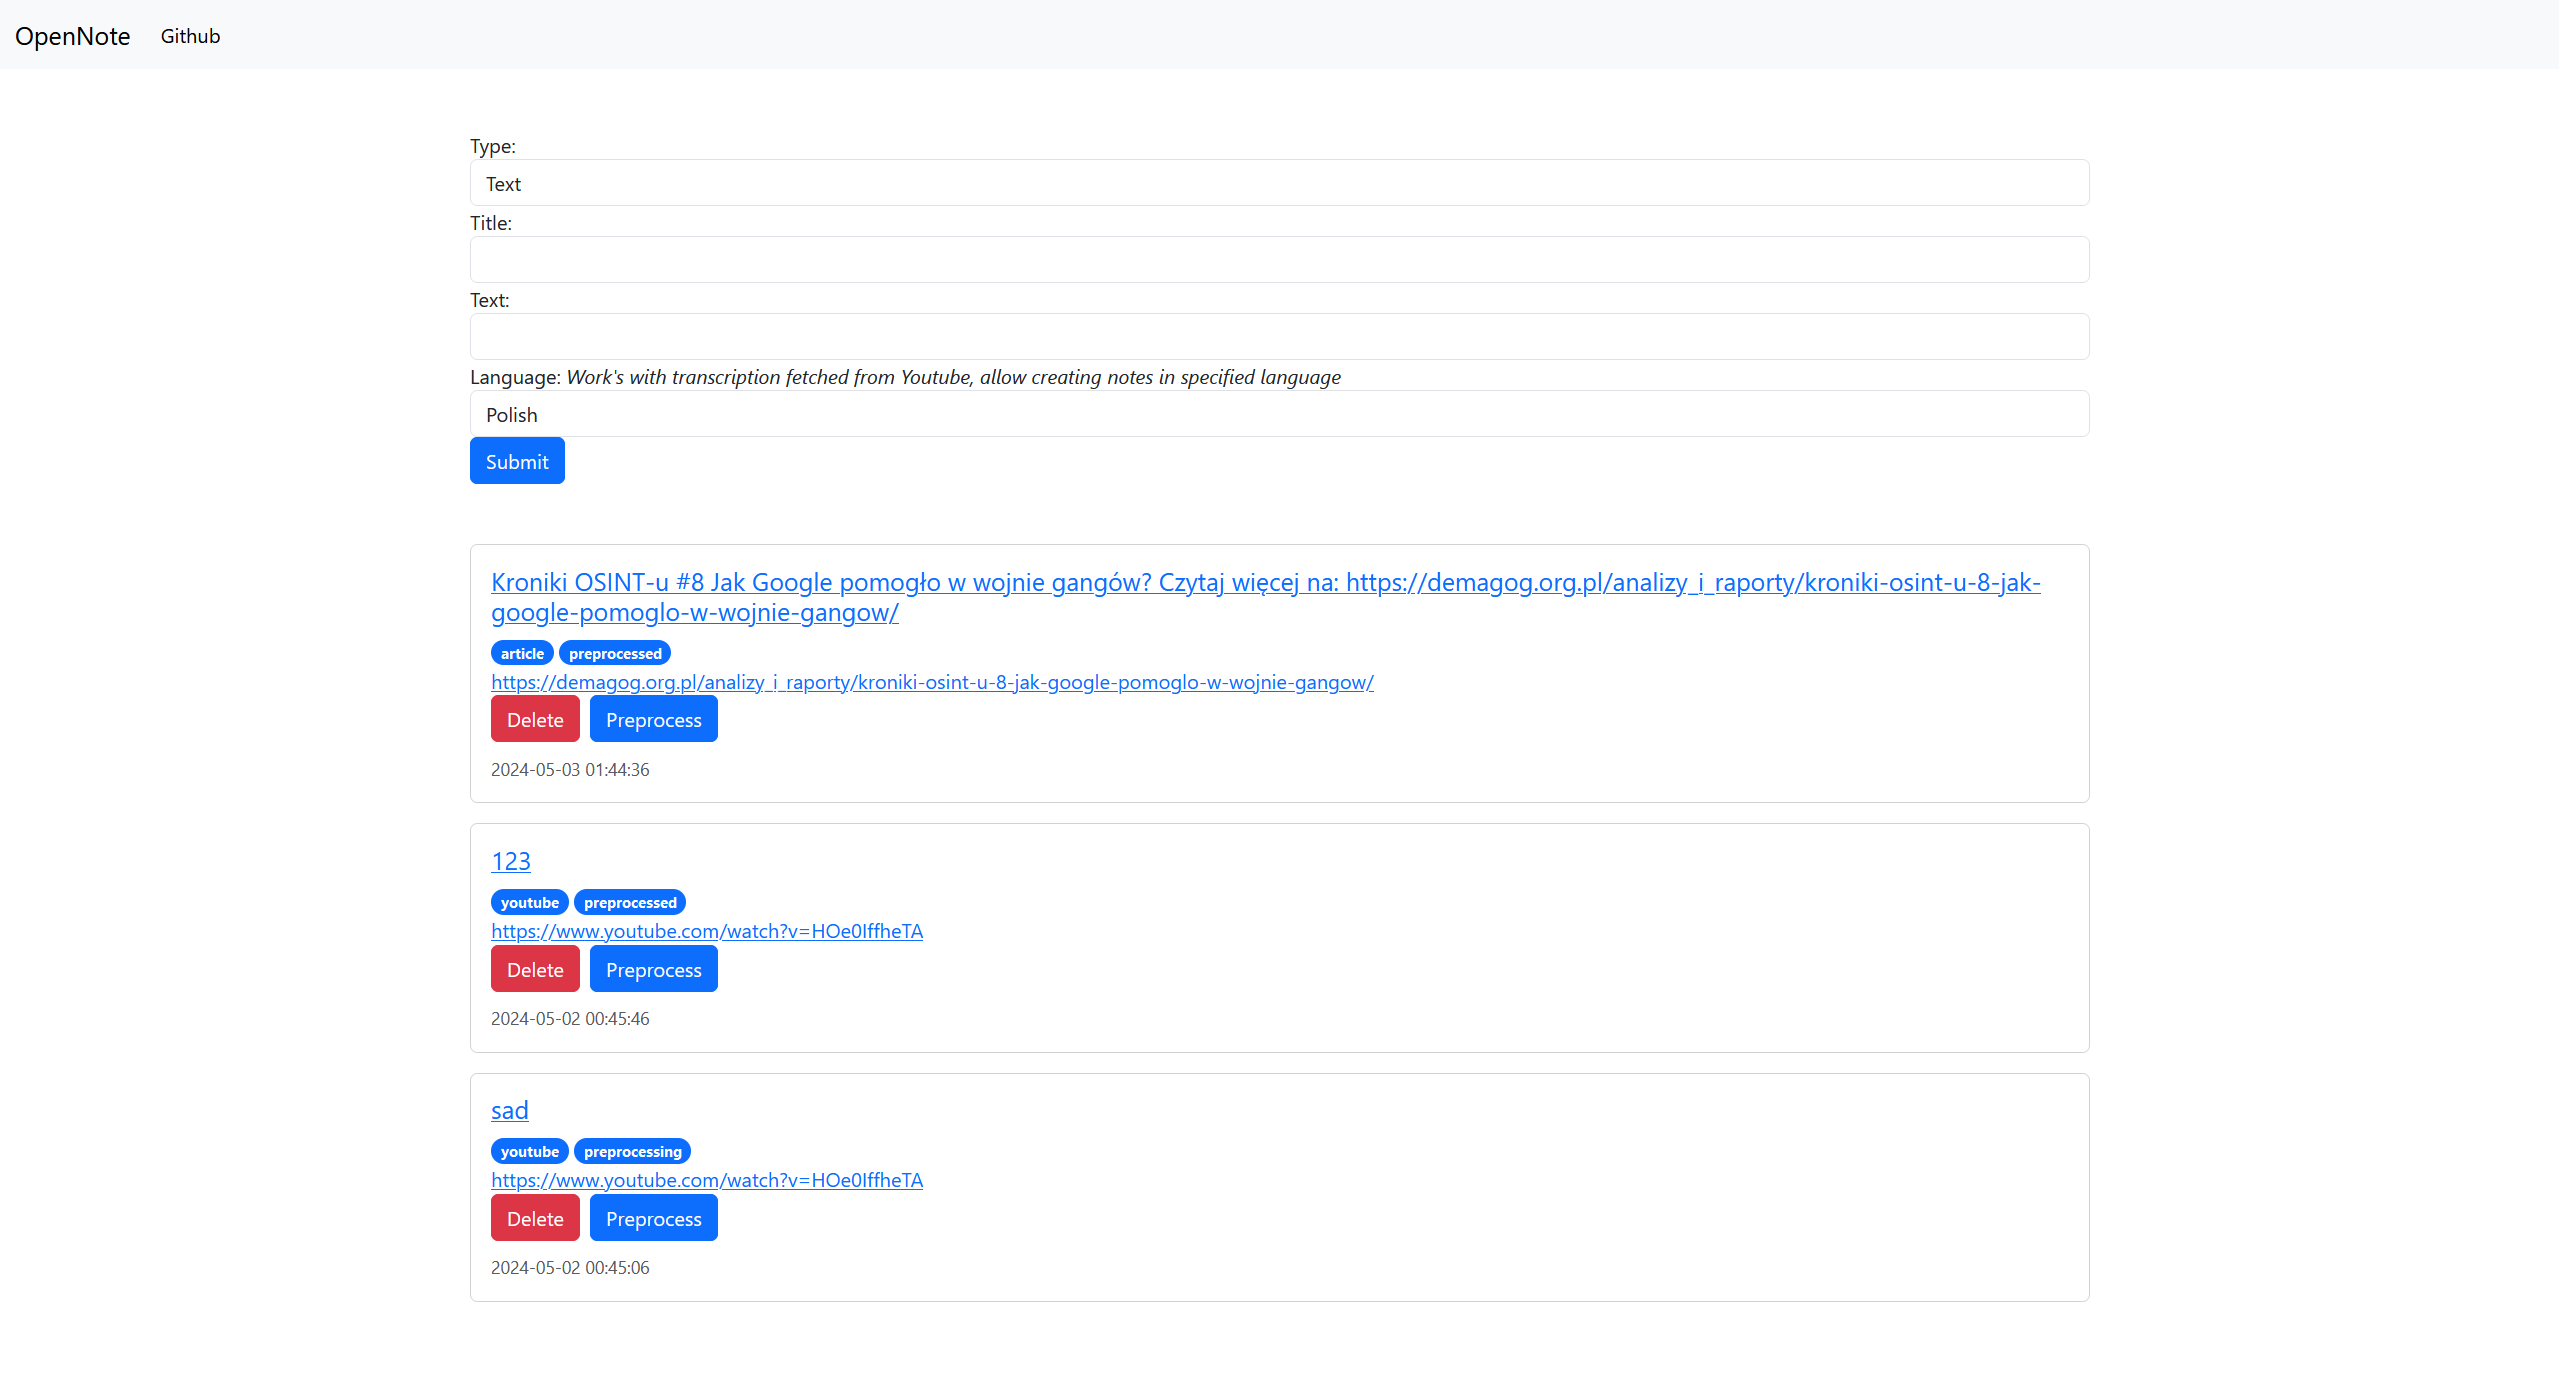 OpenNote Github
Type:
Text
Title:
Text:
Language: Work's with transcription fetched from Youtube, allow creating notes in specified language
Polish
Submit
Kroniki OSINT-u #8 Jak Google pomogło w wojnie gangów? Czytaj więcej na: https://demagog.org.pl/analizy_i_raporty/kroniki-osint-u-8-jak-
google-pomoglo-w-wojnie-gangow/
article preprocessed
https://demagog.org.pl/analizy_i_raporty/kroniki-osint-u-8-jak-google-pomoglo-w-wojnie-gangow/
Delete Preprocess
2024-05-03 01:44:36
123
youtube preprocessed
https://www.youtube.com/watch?v=HOe0IffheTA
Delete Preprocess
2024-05-02 00:45:46
sad
youtube preprocessing
https://www.youtube.com/watch?v=HOe0IffheTA
Delete Preprocess
2024-05-02 00:45:06